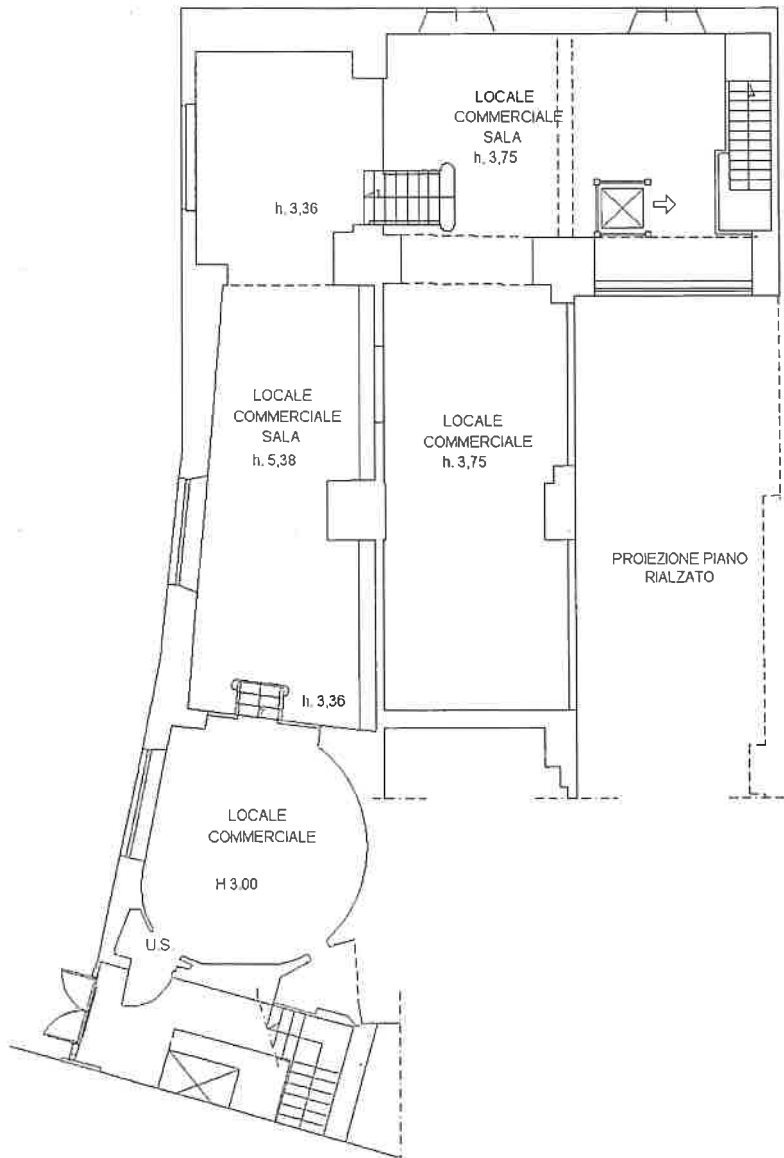 LOCALE
COMMERCIALE
SALA
h. 3,75
h. 3,36
LOCALE
COMMERCIALE
SALA
h. 5,38
LOCALE
COMMERCIALE
h. 3,75
PROIEZIONE PIANO
RIALZATO
h. 3,36
LOCALE
COMMERCIALE
H 3,00
U.S.